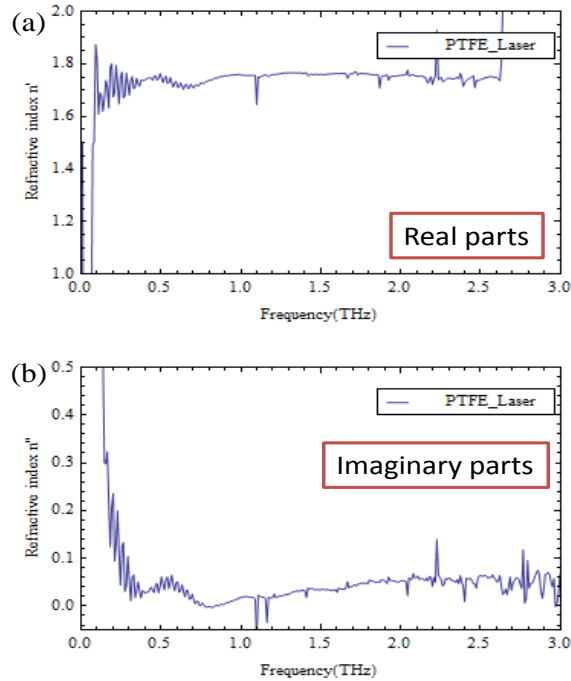 (a)
2.0
1.8
1.6
1.4
1.2
1.0
Refractive index n'
PTFE_Laser
Real parts
0.0 0.5 1.0 1.5 2.0 2.5 3.0
Frequency(THz)
(b)
0.5
0.4
0.3
0.2
0.1
0.0
Refractive index n"
PTFE_Laser
Imaginary parts
0.0 0.5 1.0 1.5 2.0 2.5 3.0
Frequency(THz)